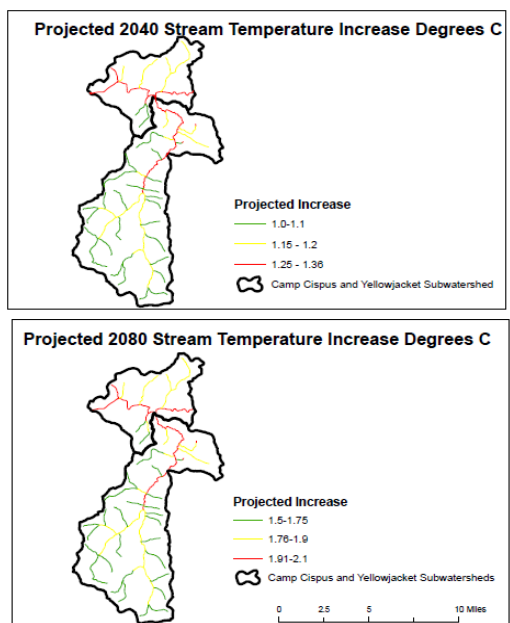 Projected 2040 Stream Temperature Increase Degrees C
Projected Increase
1.0-1.1
1.15 - 1.2
1.25 - 1.36
Camp Cispus and Yellowjacket Subwatershed
Projected 2080 Stream Temperature Increase Degrees C
Projected Increase
1.5-1.75
1.76-1.9
1.91-2.1
Camp Cispus and Yellowjacket Subwatersheds
0 2.5 5 10 Miles